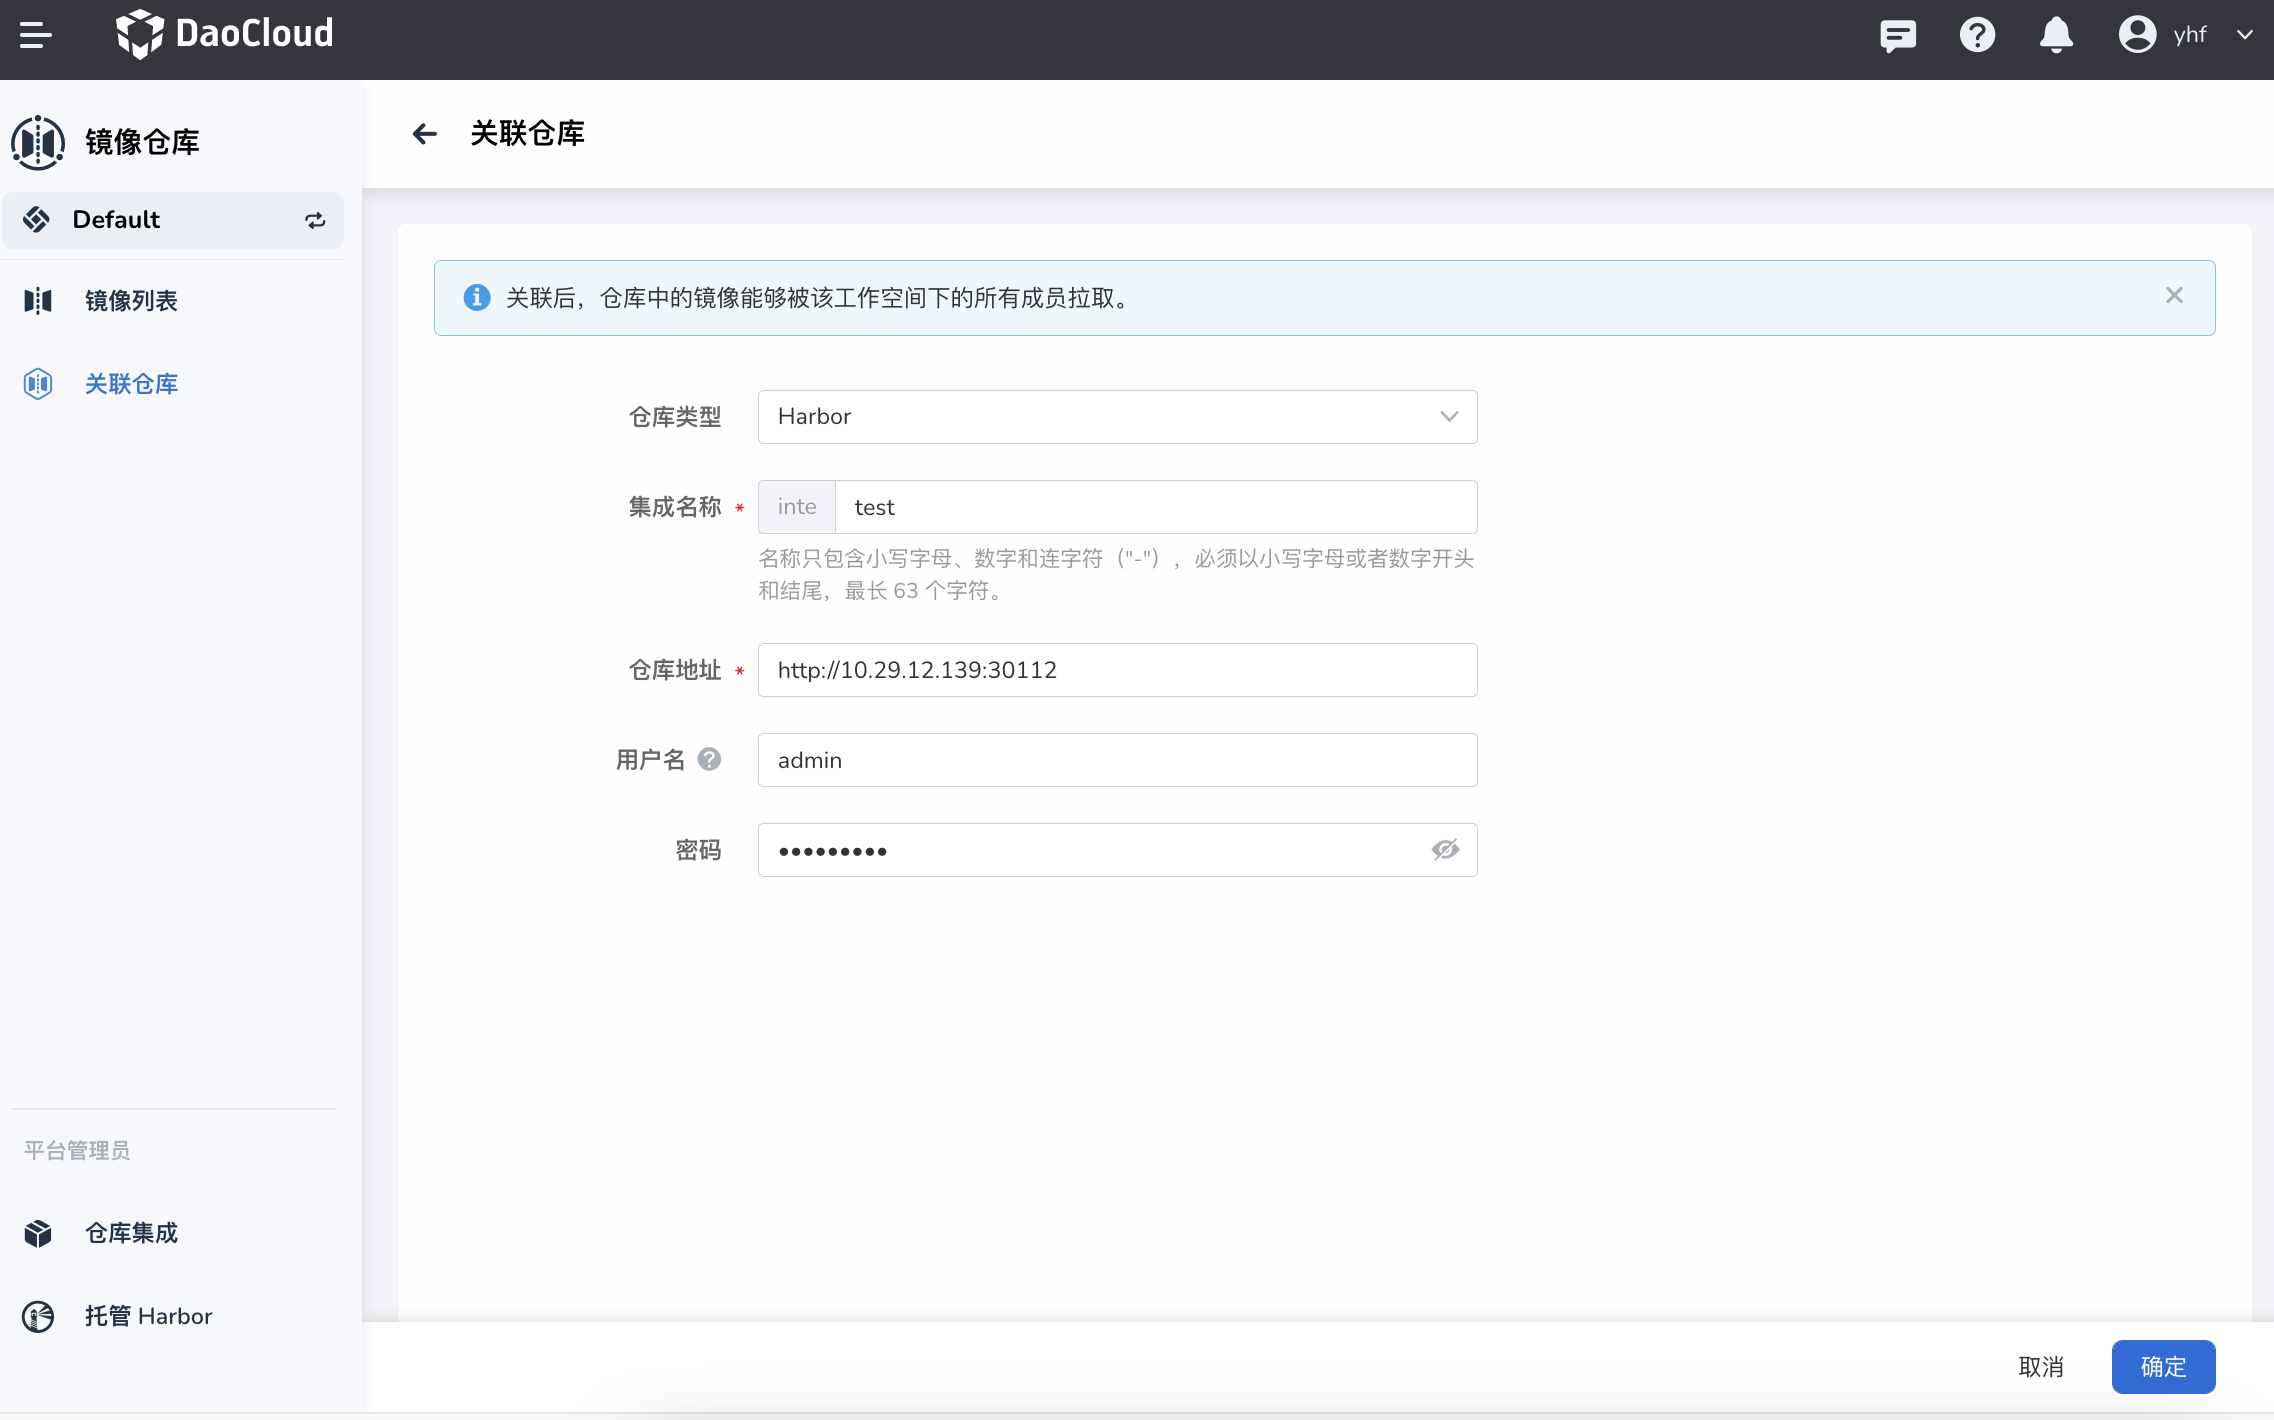 DaoCloud
yhf
镜像仓库
Default
镜像列表
关联仓库
平台管理员
仓库集成
托管 Harbor
关联仓库
关联后，仓库中的镜像能够被该工作空间下的所有成员拉取。
仓库类型 Harbor
集成名称 * inte test
名称只包含小写字母、数字和连字符（"-"），必须以小写字母或者数字开头
和结尾，最长 63 个字符。
仓库地址 * http://10.29.12.139:30112
用户名 admin
密码 •••••••••
取消 确定